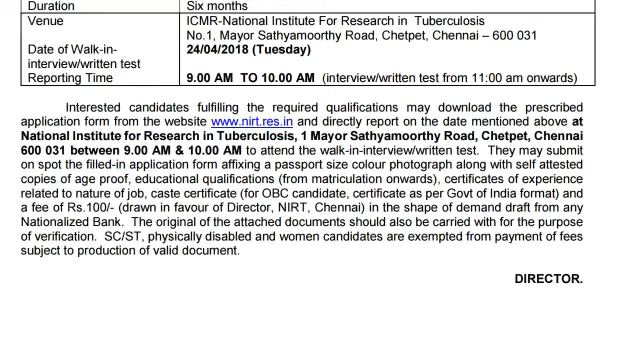 Duration Six months
Venue ICMR-National Institute For Research in Tuberculosis
No.1, Mayor Sathyamoorthy Road, Chetpet, Chennai – 600 031
Date of Walk-in- 24/04/2018 (Tuesday)
interview/written test
Reporting Time 9.00 AM TO 10.00 AM (interview/written test from 11:00 am onwards)
Interested candidates fulfilling the required qualifications may download the prescribed
application form from the website www.nirt.res.in and directly report on the date mentioned above at
National Institute for Research in Tuberculosis, 1 Mayor Sathyamoorthy Road, Chetpet, Chennai
600 031 between 9.00 AM & 10.00 AM to attend the walk-in-interview/written test. They may submit
on spot the filled-in application form affixing a passport size colour photograph along with self attested
copies of age proof, educational qualifications (from matriculation onwards), certificates of experience
related to nature of job, caste certificate (for OBC candidate, certificate as per Govt of India format) and
a fee of Rs.100/- (drawn in favour of Director, NIRT, Chennai) in the shape of demand draft from any
Nationalized Bank. The original of the attached documents should also be carried with for the purpose
of verification. SC/ST, physically disabled and women candidates are exempted from payment of fees
subject to production of valid document.
DIRECTOR.